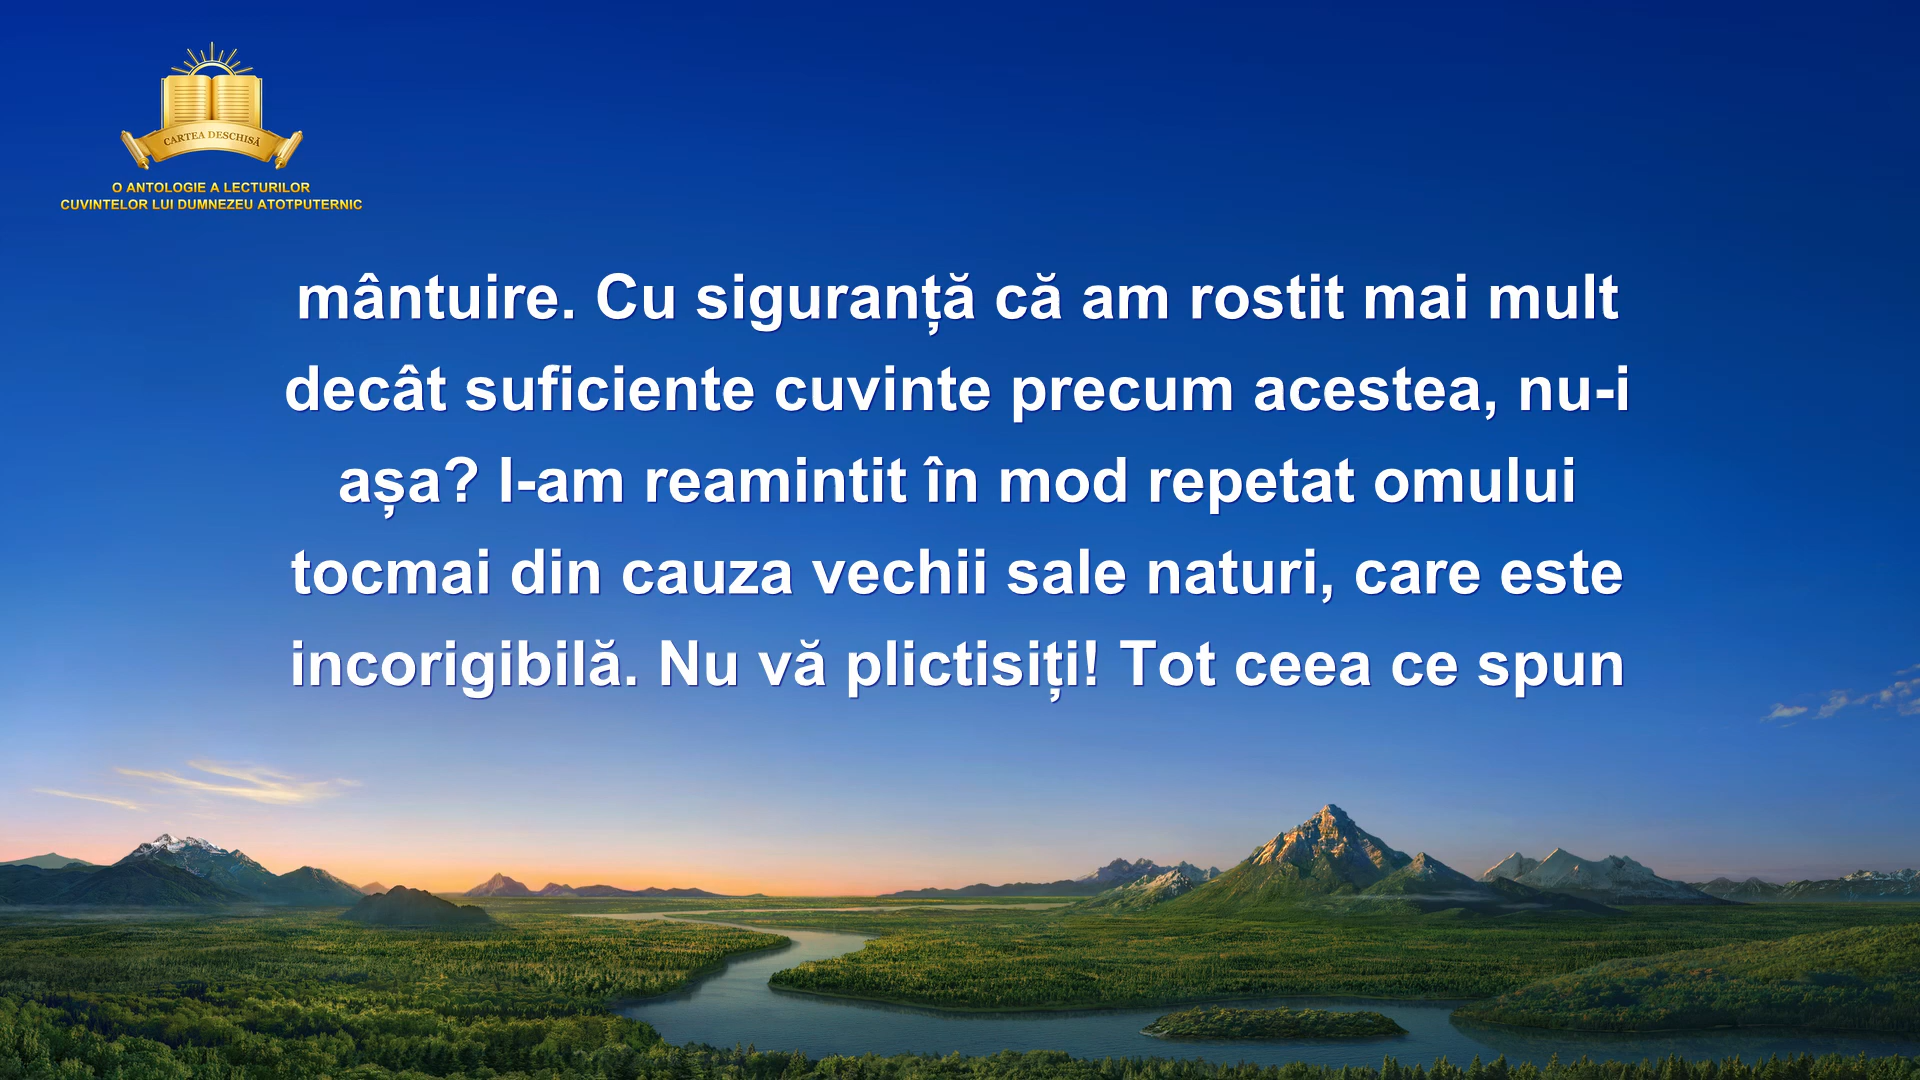 CARTEA DESCHISĂ
O ANTOLOGIE A LECTURILOR
CUVINTELOR LUI DUMNEZEU ATOTPUTERNIC
mântuire. Cu siguranță că am rostit mai mult
decât suficiente cuvinte precum acestea, nu-i
așa? I-am reamintit în mod repetat omului
tocmai din cauza vechii sale naturi, care este
incorigibilă. Nu vă plictisiți! Tot ceea ce spun